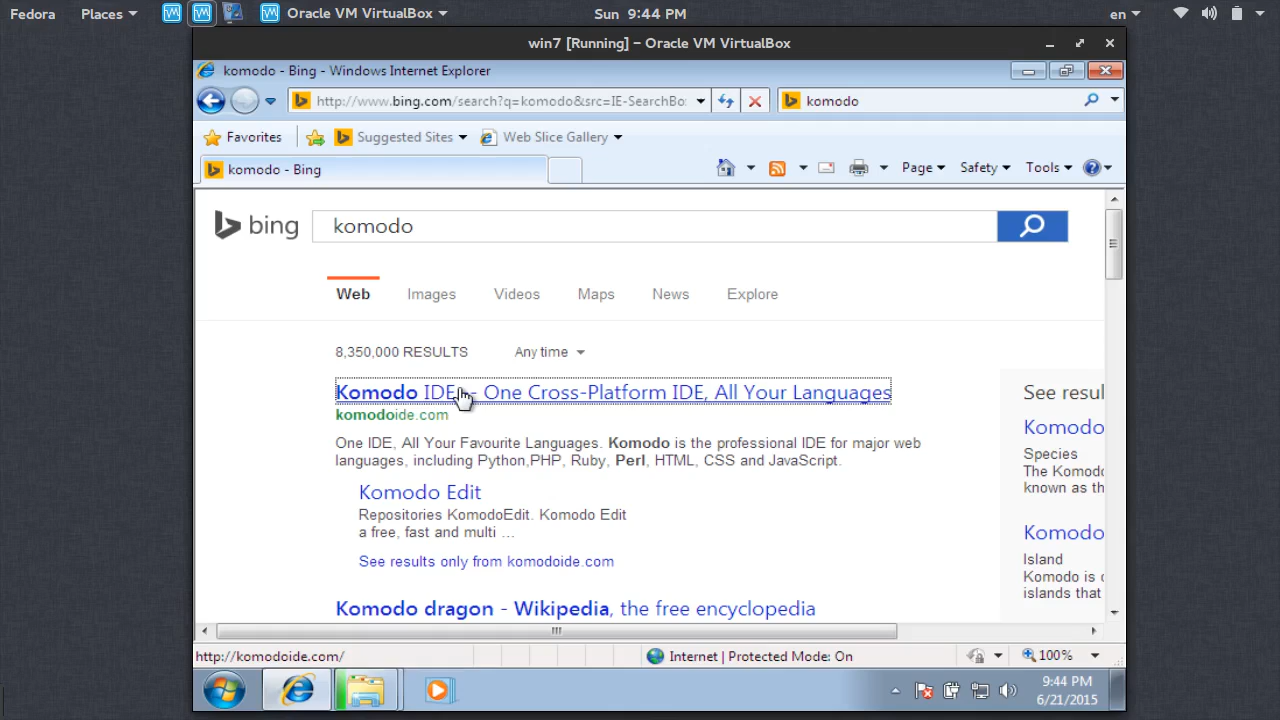 Fedora Places Oracle VM VirtualBox Sun 9:44 PM en
win7 [Running] – Oracle VM VirtualBox
komodo - Bing - Windows Internet Explorer
http://www.bing.com/search?q=komodo&src=IE-SearchBo komodo
Favorites Suggested Sites Web Slice Gallery
komodo - Bing Page Safety Tools
bing komodo
Web Images Videos Maps News Explore
8,350,000 RESULTS Any time
Komodo IDE - One Cross-Platform IDE, All Your Languages
komodoide.com
One IDE, All Your Favourite Languages. Komodo is the professional IDE for major web
languages, including Python,PHP, Ruby, Perl, HTML, CSS and JavaScript.
Komodo Edit
Repositories KomodoEdit. Komodo Edit
a free, fast and multi ...
See results only from komodoide.com
Komodo dragon - Wikipedia, the free encyclopedia
See resul
Komodo
Species
The Komod
known as th
Komodo
Island
Komodo is o
islands that
http://komodoide.com/ Internet | Protected Mode: On 100%
9:44 PM
6/21/2015